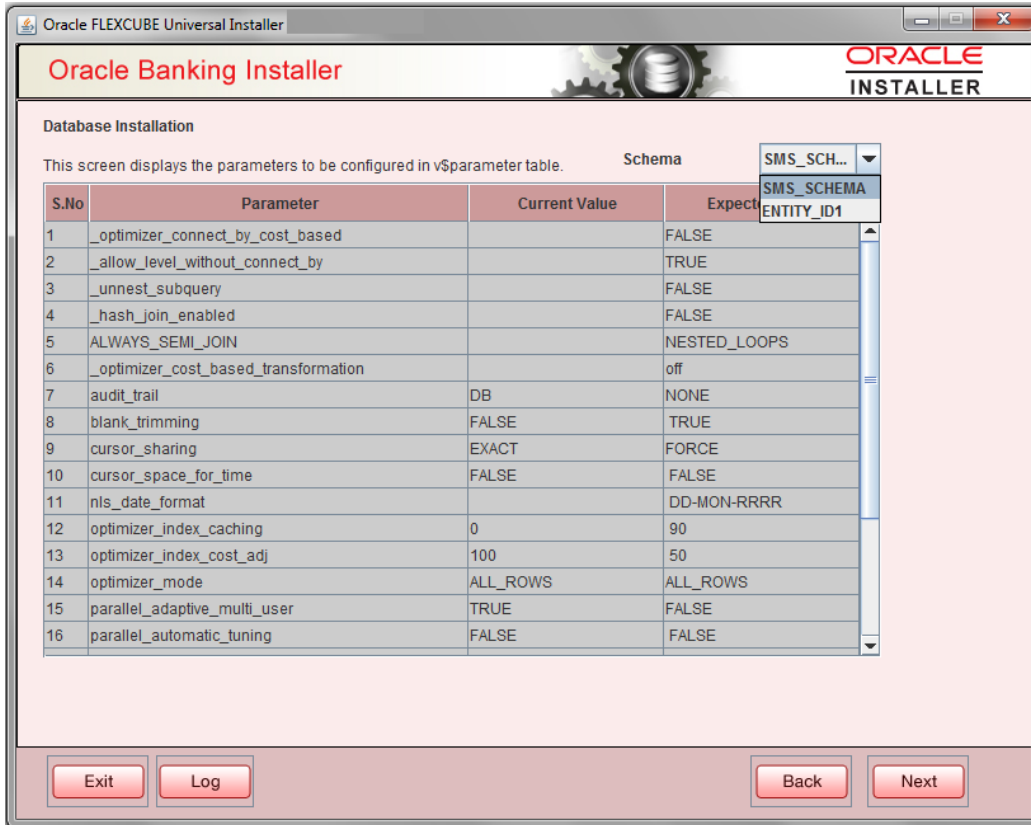 Oracle FLEXCUBE Universal Installer
Oracle Banking Installer
ORACLE
INSTALLER
Database Installation
This screen displays the parameters to be configured in v$parameter table. Schema SMS_SCH...
SMS_SCHEMA
ENTITY_ID1
S.No Parameter Current Value Expect
1 _optimizer_connect_by_cost_based FALSE
2 _allow_level_without_connect_by TRUE
3 _unnest_subquery FALSE
4 _hash_join_enabled FALSE
5 ALWAYS_SEMI_JOIN NESTED_LOOPS
6 _optimizer_cost_based_transformation off
7 audit_trail DB NONE
8 blank_trimming FALSE TRUE
9 cursor_sharing EXACT FORCE
10 cursor_space_for_time FALSE FALSE
11 nls_date_format DD-MON-RRRR
12 optimizer_index_caching 0 90
13 optimizer_index_cost_adj 100 50
14 optimizer_mode ALL_ROWS ALL_ROWS
15 parallel_adaptive_multi_user TRUE FALSE
16 parallel_automatic_tuning FALSE FALSE
Exit Log Back Next